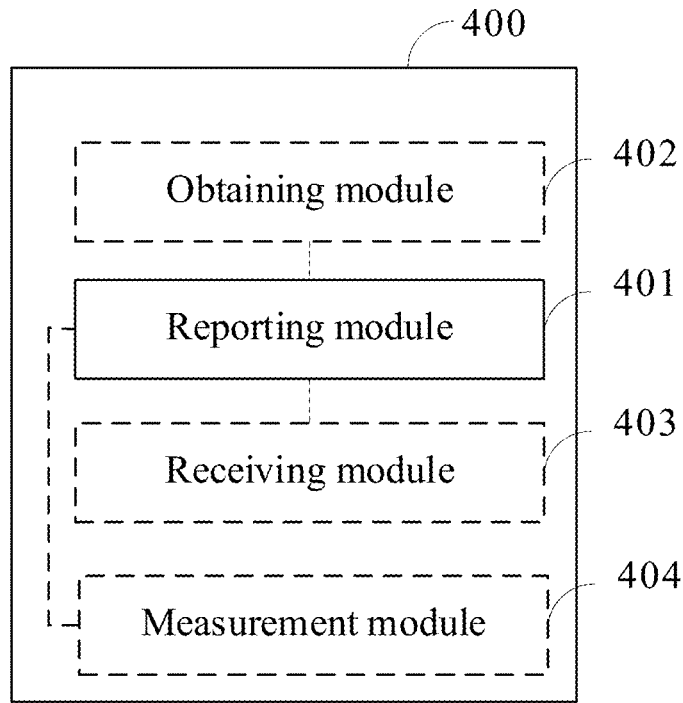 400
Obtaining module
402
Reporting module
401
Receiving module
403
Measurement module
404